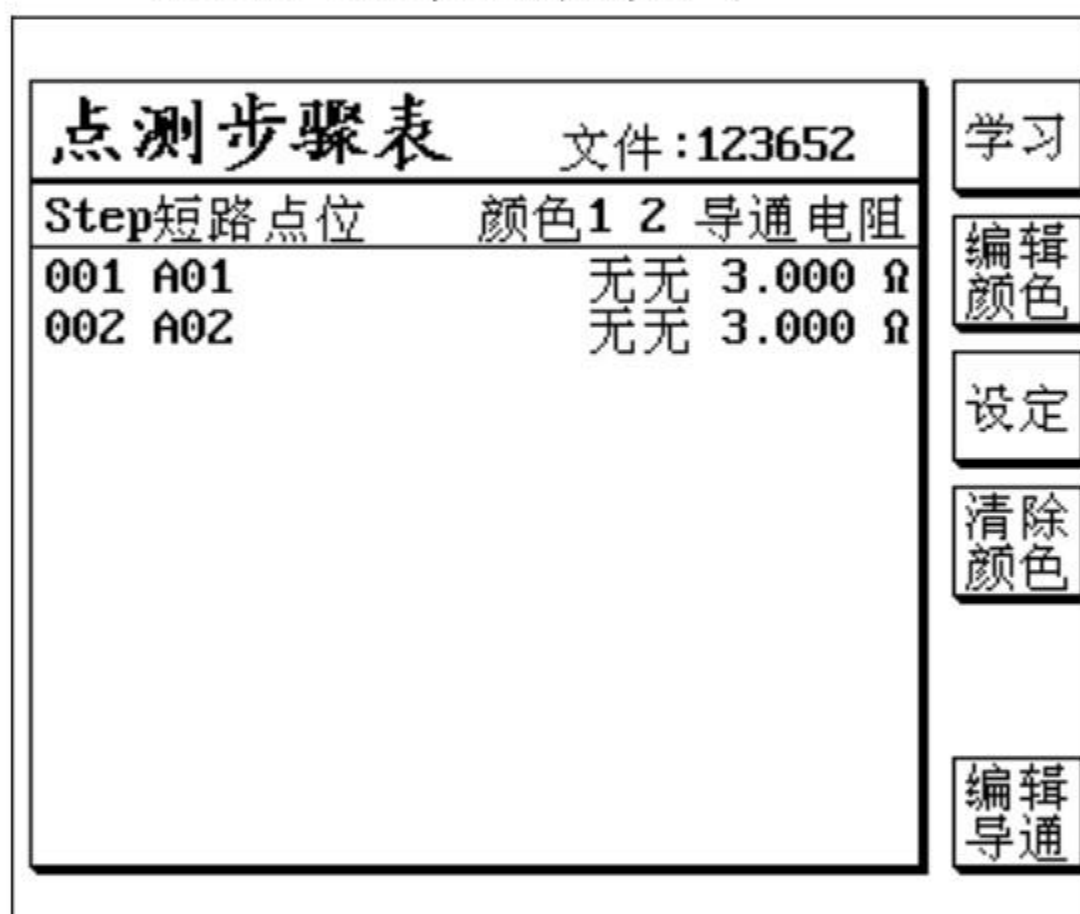 点测步骤表 文件:123652
Step短路点位 颜色1 2 导通电阻
001 A01 无无 3.000 Ω
002 A02 无无 3.000 Ω
学习
编辑
颜色
设定
清除
颜色
编辑
导通